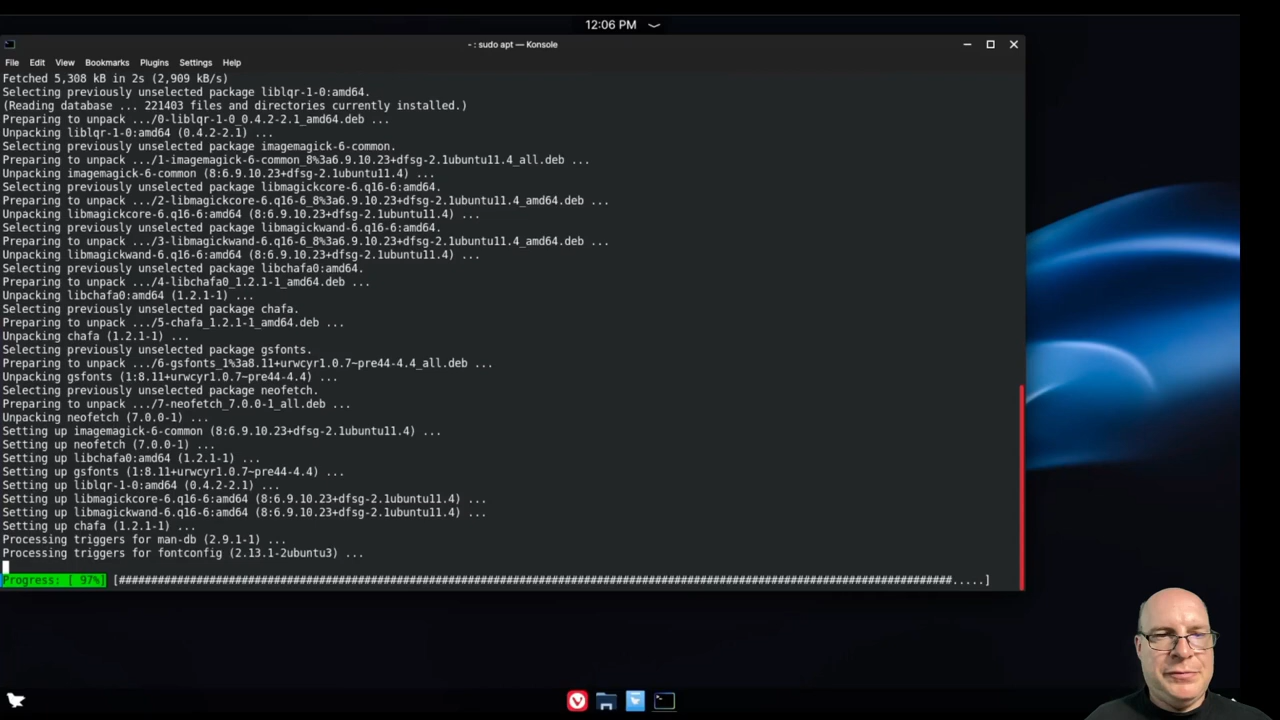 12:06 PM
~ : sudo apt — Konsole
File Edit View Bookmarks Plugins Settings Help
Fetched 5,308 kB in 2s (2,909 kB/s)
Selecting previously unselected package liblqr-1-0:amd64.
(Reading database ... 221403 files and directories currently installed.)
Preparing to unpack .../0-liblqr-1-0_0.4.2-2.1_amd64.deb ...
Unpacking liblqr-1-0:amd64 (0.4.2-2.1) ...
Selecting previously unselected package imagemagick-6-common.
Preparing to unpack .../1-imagemagick-6-common_8%3a6.9.10.23+dfsg-2.1ubuntu11.4_all.deb ...
Unpacking imagemagick-6-common (8:6.9.10.23+dfsg-2.1ubuntu11.4) ...
Selecting previously unselected package libmagickcore-6.q16-6:amd64.
Preparing to unpack .../2-libmagickcore-6.q16-6_8%3a6.9.10.23+dfsg-2.1ubuntu11.4_amd64.deb ...
Unpacking libmagickcore-6.q16-6:amd64 (8:6.9.10.23+dfsg-2.1ubuntu11.4) ...
Selecting previously unselected package libmagickwand-6.q16-6:amd64.
Preparing to unpack .../3-libmagickwand-6.q16-6_8%3a6.9.10.23+dfsg-2.1ubuntu11.4_amd64.deb ...
Unpacking libmagickwand-6.q16-6:amd64 (8:6.9.10.23+dfsg-2.1ubuntu11.4) ...
Selecting previously unselected package libchafa0:amd64.
Preparing to unpack .../4-libchafa0_1.2.1-1_amd64.deb ...
Unpacking libchafa0:amd64 (1.2.1-1) ...
Selecting previously unselected package chafa.
Preparing to unpack .../5-chafa_1.2.1-1_amd64.deb ...
Unpacking chafa (1.2.1-1) ...
Selecting previously unselected package gsfonts.
Preparing to unpack .../6-gsfonts_1%3a8.11+urwcyr1.0.7~pre44-4.4_all.deb ...
Unpacking gsfonts (1:8.11+urwcyr1.0.7~pre44-4.4) ...
Selecting previously unselected package neofetch.
Preparing to unpack .../7-neofetch_7.0.0-1_all.deb ...
Unpacking neofetch (7.0.0-1) ...
Setting up imagemagick-6-common (8:6.9.10.23+dfsg-2.1ubuntu11.4) ...
Setting up neofetch (7.0.0-1) ...
Setting up libchafa0:amd64 (1.2.1-1) ...
Setting up gsfonts (1:8.11+urwcyr1.0.7~pre44-4.4) ...
Setting up liblqr-1-0:amd64 (0.4.2-2.1) ...
Setting up libmagickcore-6.q16-6:amd64 (8:6.9.10.23+dfsg-2.1ubuntu11.4) ...
Setting up libmagickwand-6.q16-6:amd64 (8:6.9.10.23+dfsg-2.1ubuntu11.4) ...
Setting up chafa (1.2.1-1) ...
Processing triggers for man-db (2.9.1-1) ...
Processing triggers for fontconfig (2.13.1-2ubuntu3) ...
Progress: [ 97%] [#################################################################################################################################.....]